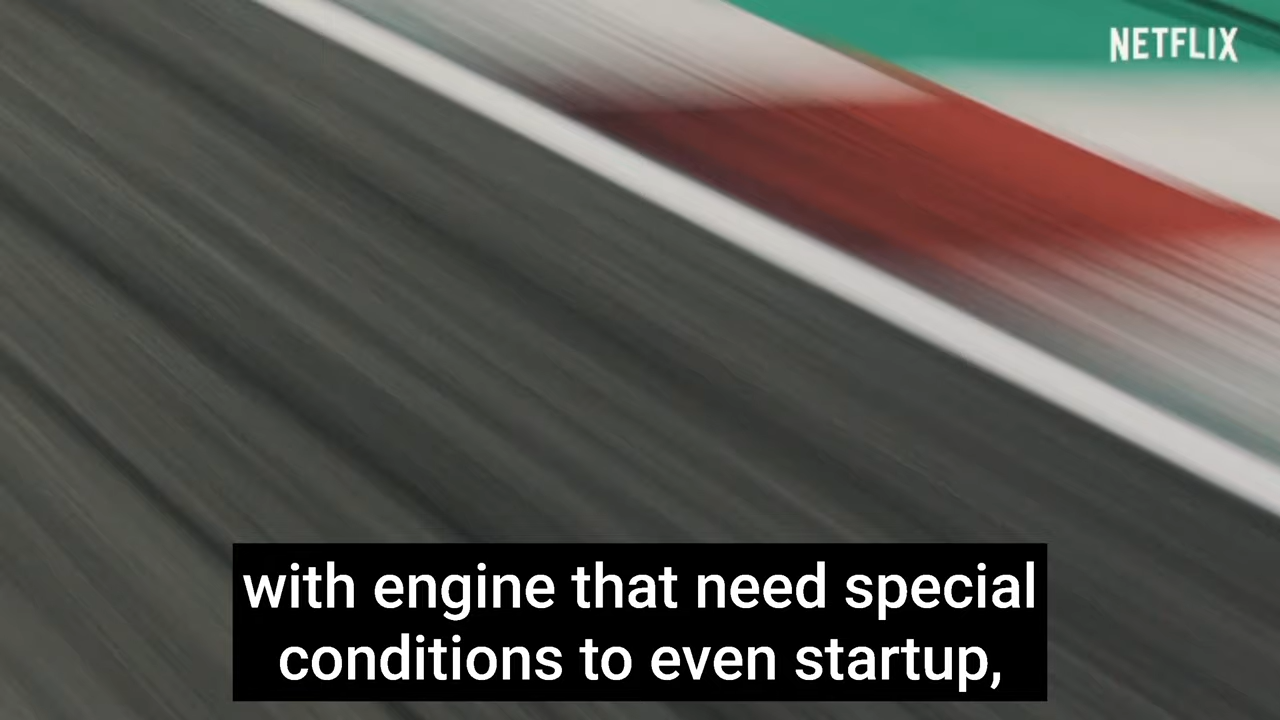 NETFLIX
with engine that need special
conditions to even startup,